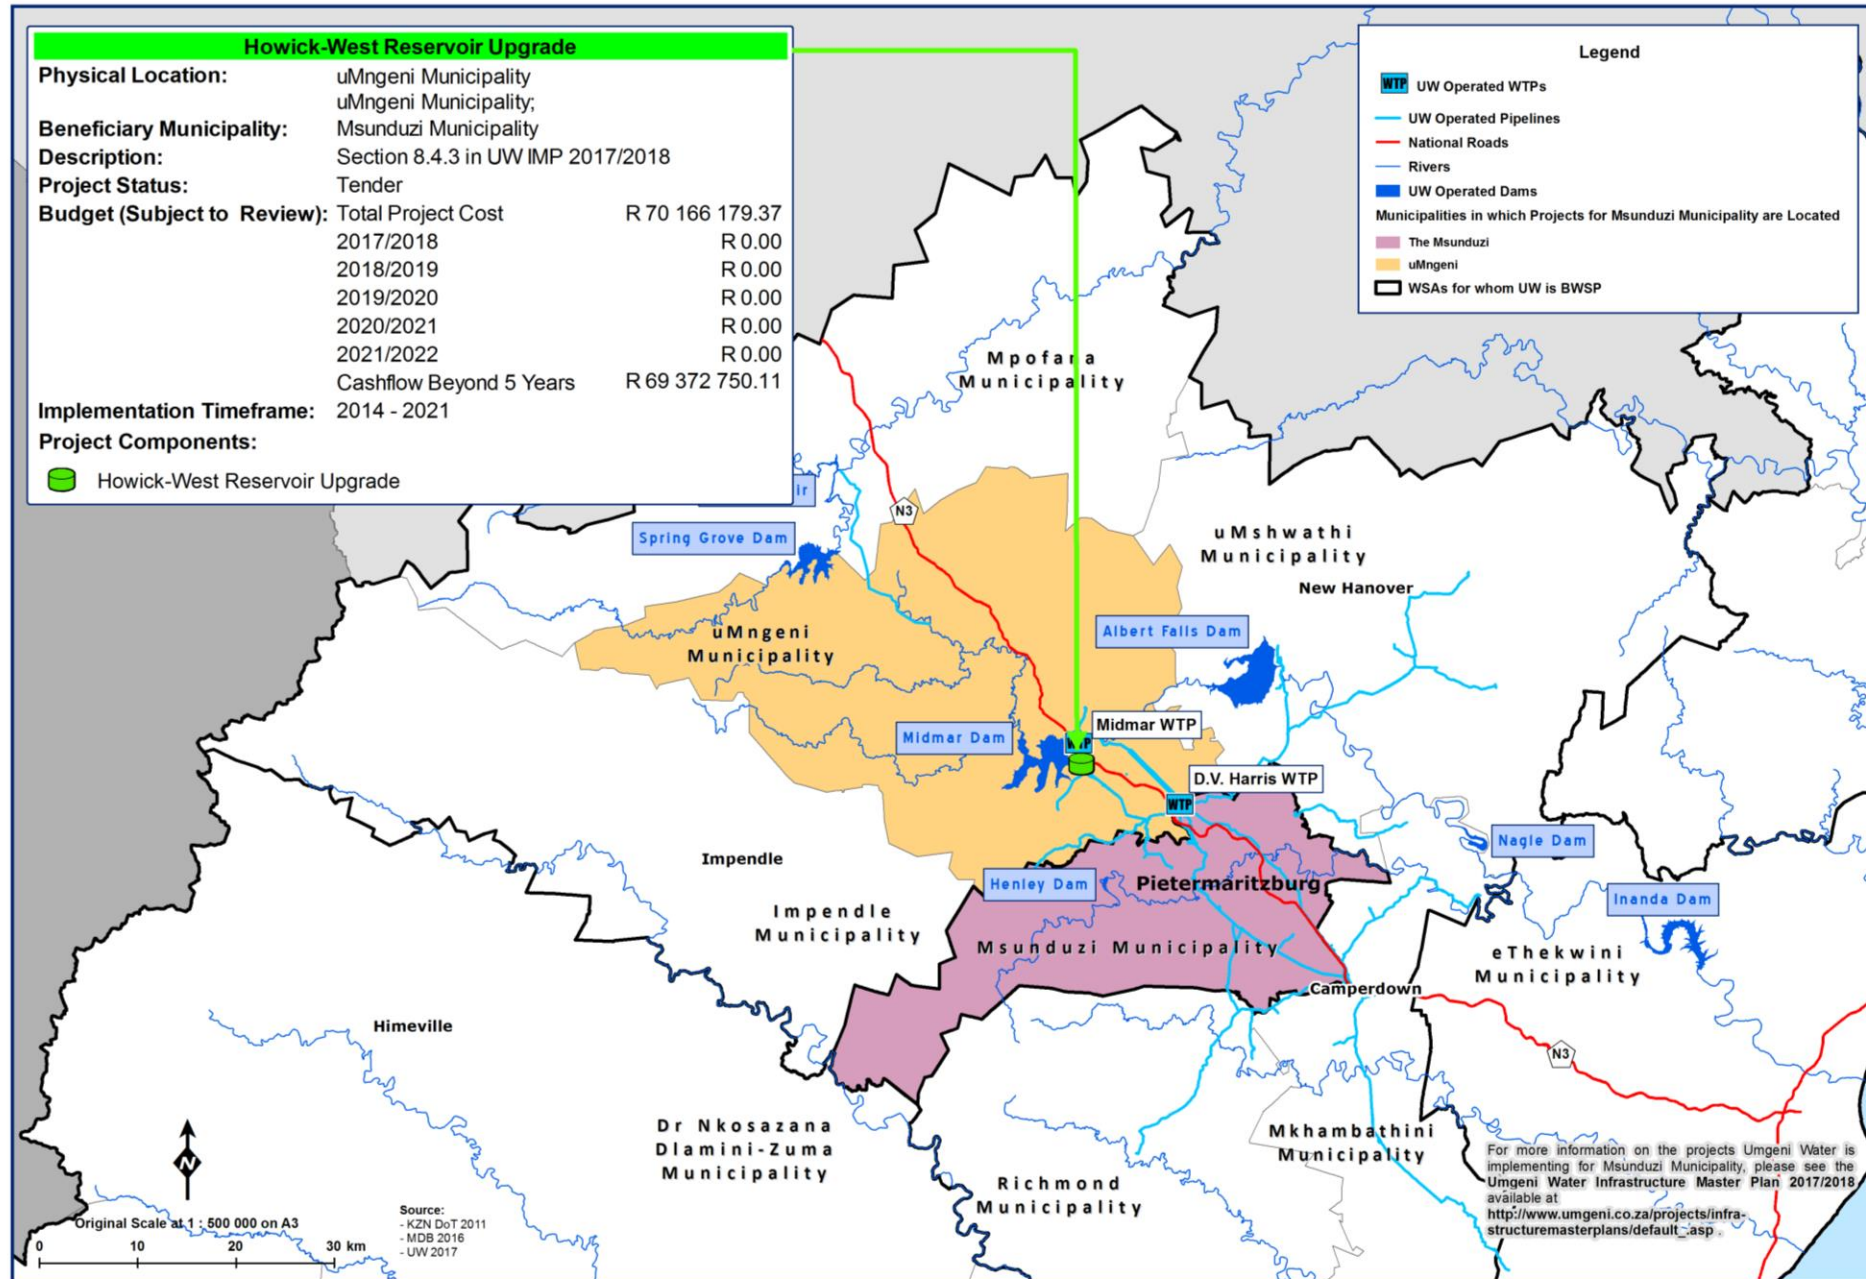 Howick-West Reservoir Upgrade
Physical Location: uMngeni Municipality
uMngeni Municipality;
Beneficiary Municipality: Msunduzi Municipality
Description: Section 8.4.3 in UW IMP 2017/2018
Project Status: Tender
Budget (Subject to Review): Total Project Cost R 70 166 179.37
2017/2018 R 0.00
2018/2019 R 0.00
2019/2020 R 0.00
2020/2021 R 0.00
2021/2022 R 0.00
Cashflow Beyond 5 Years R 69 372 750.11
Implementation Timeframe: 2014 - 2021
Project Components:
Howick-West Reservoir Upgrade
Legend
WTP UW Operated WTPs
UW Operated Pipelines
National Roads
Rivers
UW Operated Dams
Municipalities in which Projects for Msunduzi Municipality are Located
The Msunduzi
uMngeni
WSAs for whom UW is BWSP
Mpofana
Municipality
ir
N3
Spring Grove Dam
uMshwathi
Municipality
New Hanover
uMngeni
Municipality
Albert Falls Dam
Midmar WTP
Midmar Dam
D.V. Harris WTP
WTP
Nagle Dam
Impendle
Henley Dam
Pietermaritzburg
Inanda Dam
Impendle
Municipality
Msunduzi Municipality
eThekwini
Municipality
Camperdown
Himeville
N3
Dr Nkosazana
Dlamini-Zuma
Municipality
Mkhambathini
Municipality
Richmond
Municipality
For more information on the projects Umgeni Water is
implementing for Msunduzi Municipality, please see the
Umgeni Water Infrastructure Master Plan 2017/2018
available at
http://www.umgeni.co.za/projects/infra-
structuremasterplans/default_.asp .
N
Original Scale at 1 : 500 000 on A3
0 10 20 30 km
Source:
- KZN DoT 2011
- MDB 2016
- UW 2017